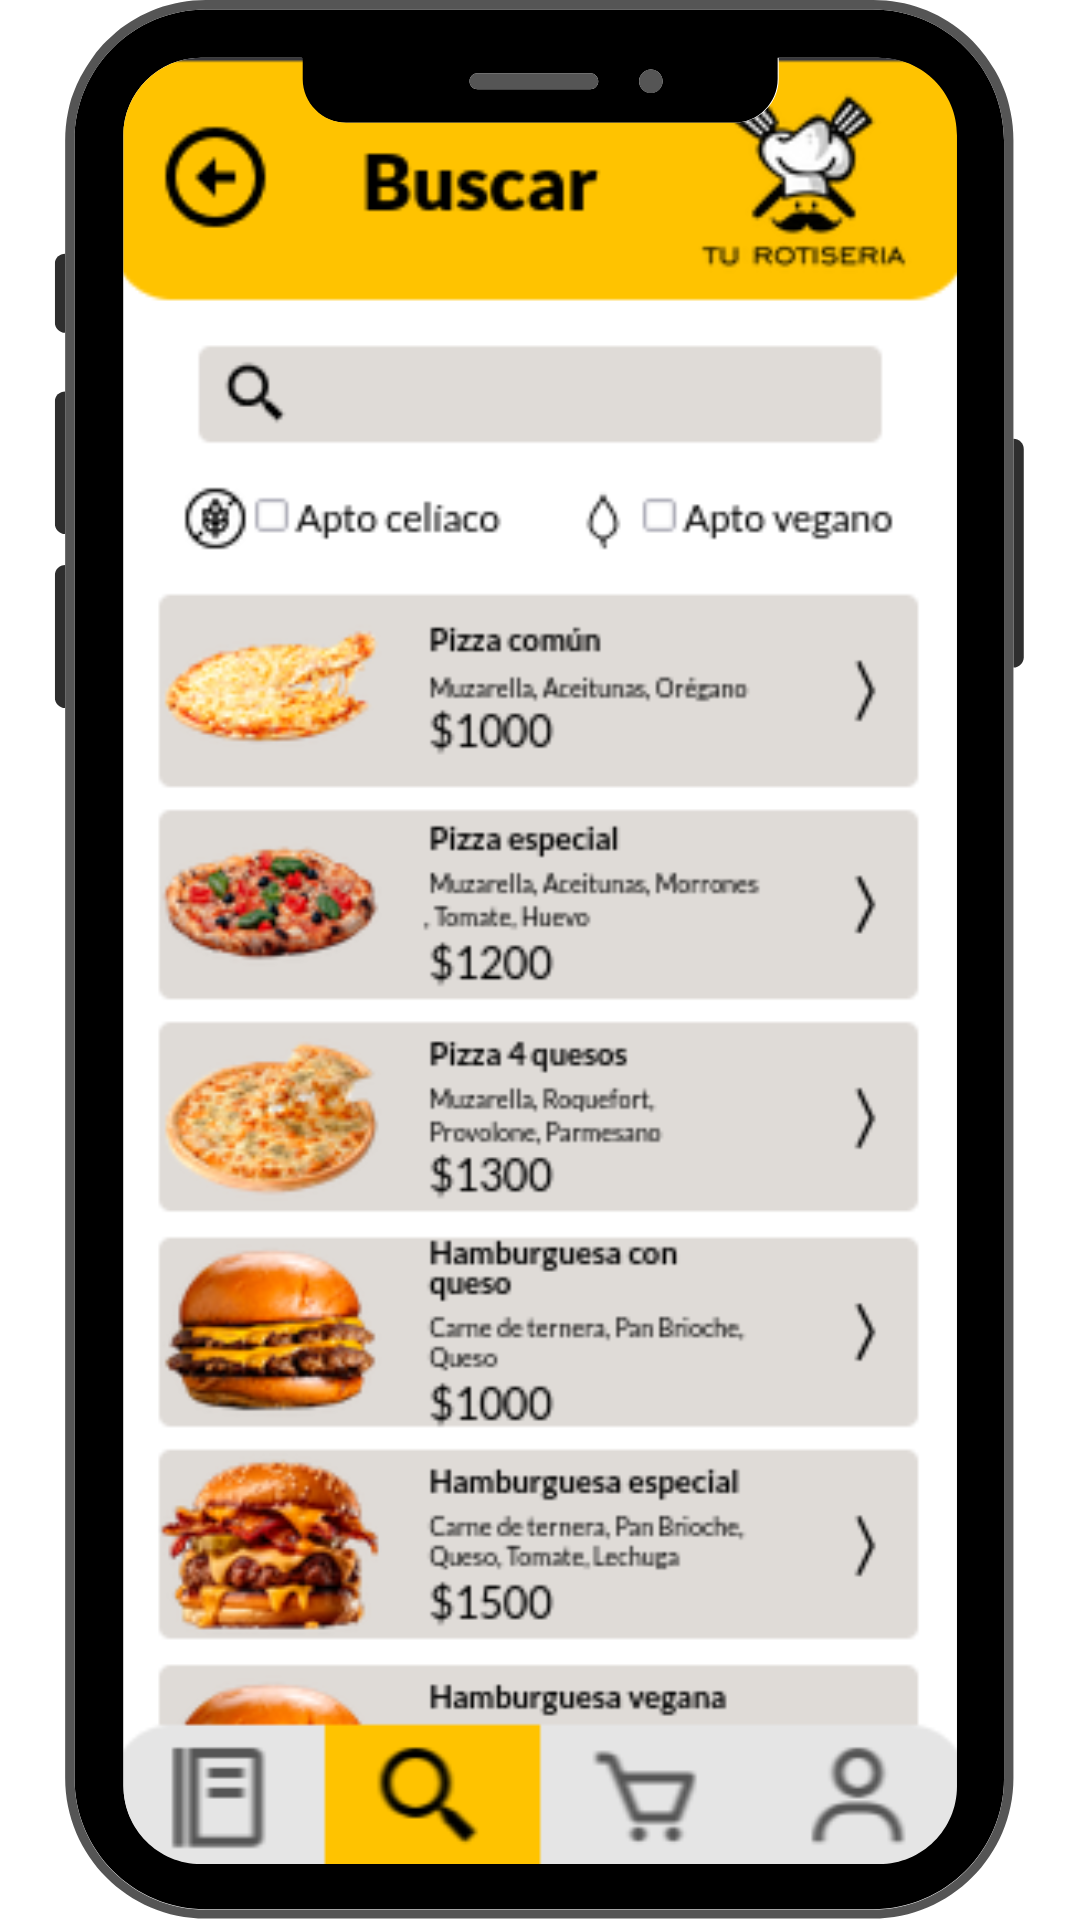 Buscar
TU ROTISERIA
Apto celíaco
Apto vegano
Pizza común
Muzarella, Aceitunas, Orégano
$1000
Pizza especial
Muzarella, Aceitunas, Morrones
, Tomate, Huevo
$1200
Pizza 4 quesos
Muzarella, Roquefort,
Provolone, Parmesano
$1300
Hamburguesa con
queso
Carne de ternera, Pan Brioche,
Queso
$1000
Hamburguesa especial
Carne de ternera, Pan Brioche,
Queso, Tomate, Lechuga
$1500
Hamburguesa vegana